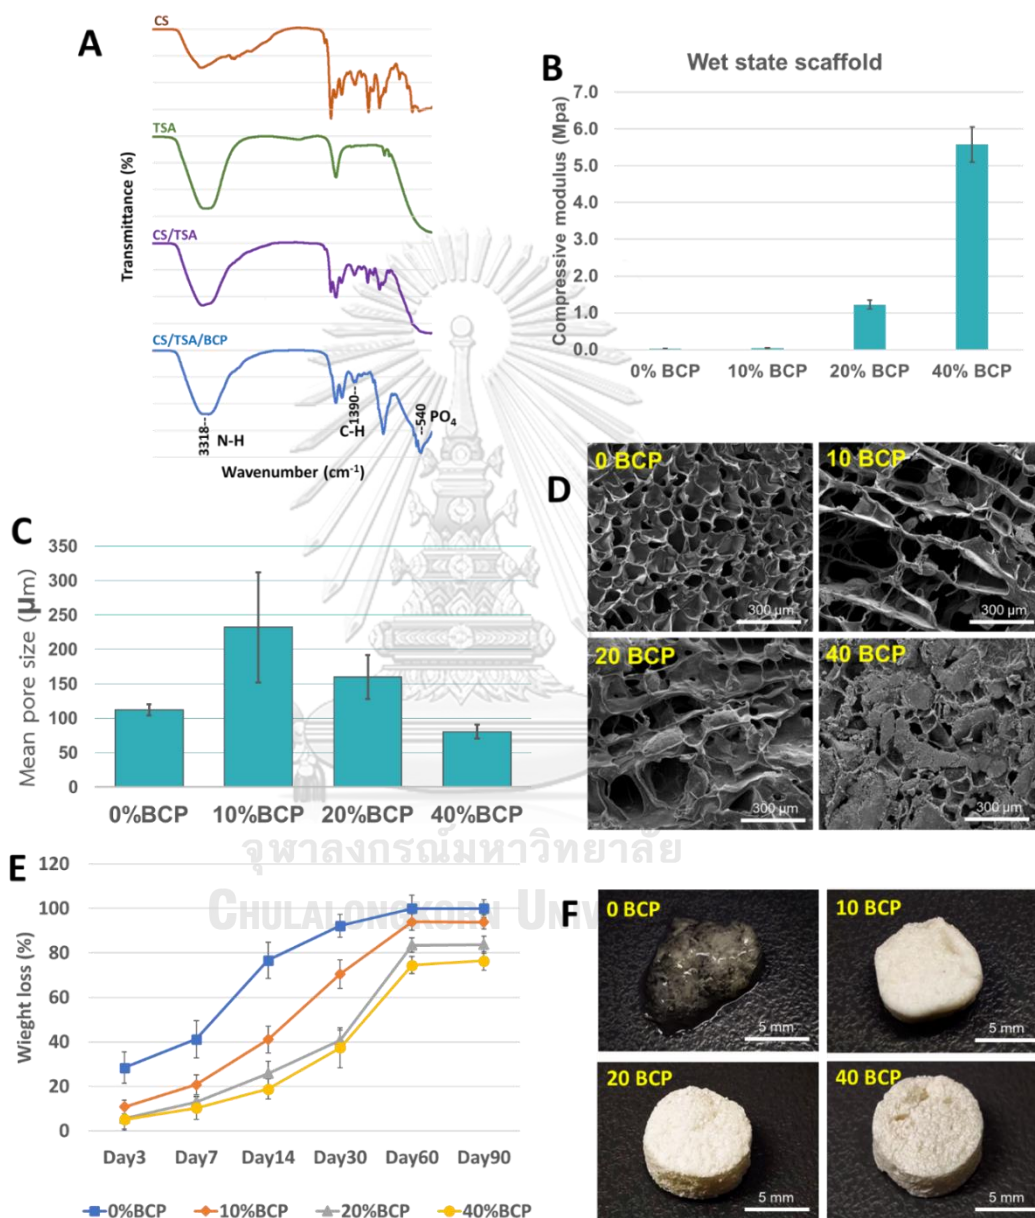 A
CS
TSA
CS/TSA
CS/TSA/BCP
Transmittance (%)
3318--
N-H
C-H
--1390--
--540
PO4
Wavenumber (cm-1)
B
Wet state scaffold
Compressive modulus (Mpa)
7.0
6.0
5.0
4.0
3.0
2.0
1.0
0.0
0% BCP
10% BCP
20% BCP
40% BCP
C
Mean pore size (µm)
350
300
250
200
150
100
50
0
0%BCP
10%BCP
20%BCP
40%BCP
D
0 BCP
300 µm
10 BCP
300 µm
20 BCP
300 µm
40 BCP
300 µm
จุฬาลงกรณ์มหาวิทยาลัย
CHULALONGKORN UNIV
E
Wieght loss (%)
120
100
80
60
40
20
0
Day3
Day7
Day14
Day30
Day60
Day90
0%BCP
10%BCP
20%BCP
40%BCP
F
0 BCP
5 mm
10 BCP
5 mm
20 BCP
5 mm
40 BCP
5 mm